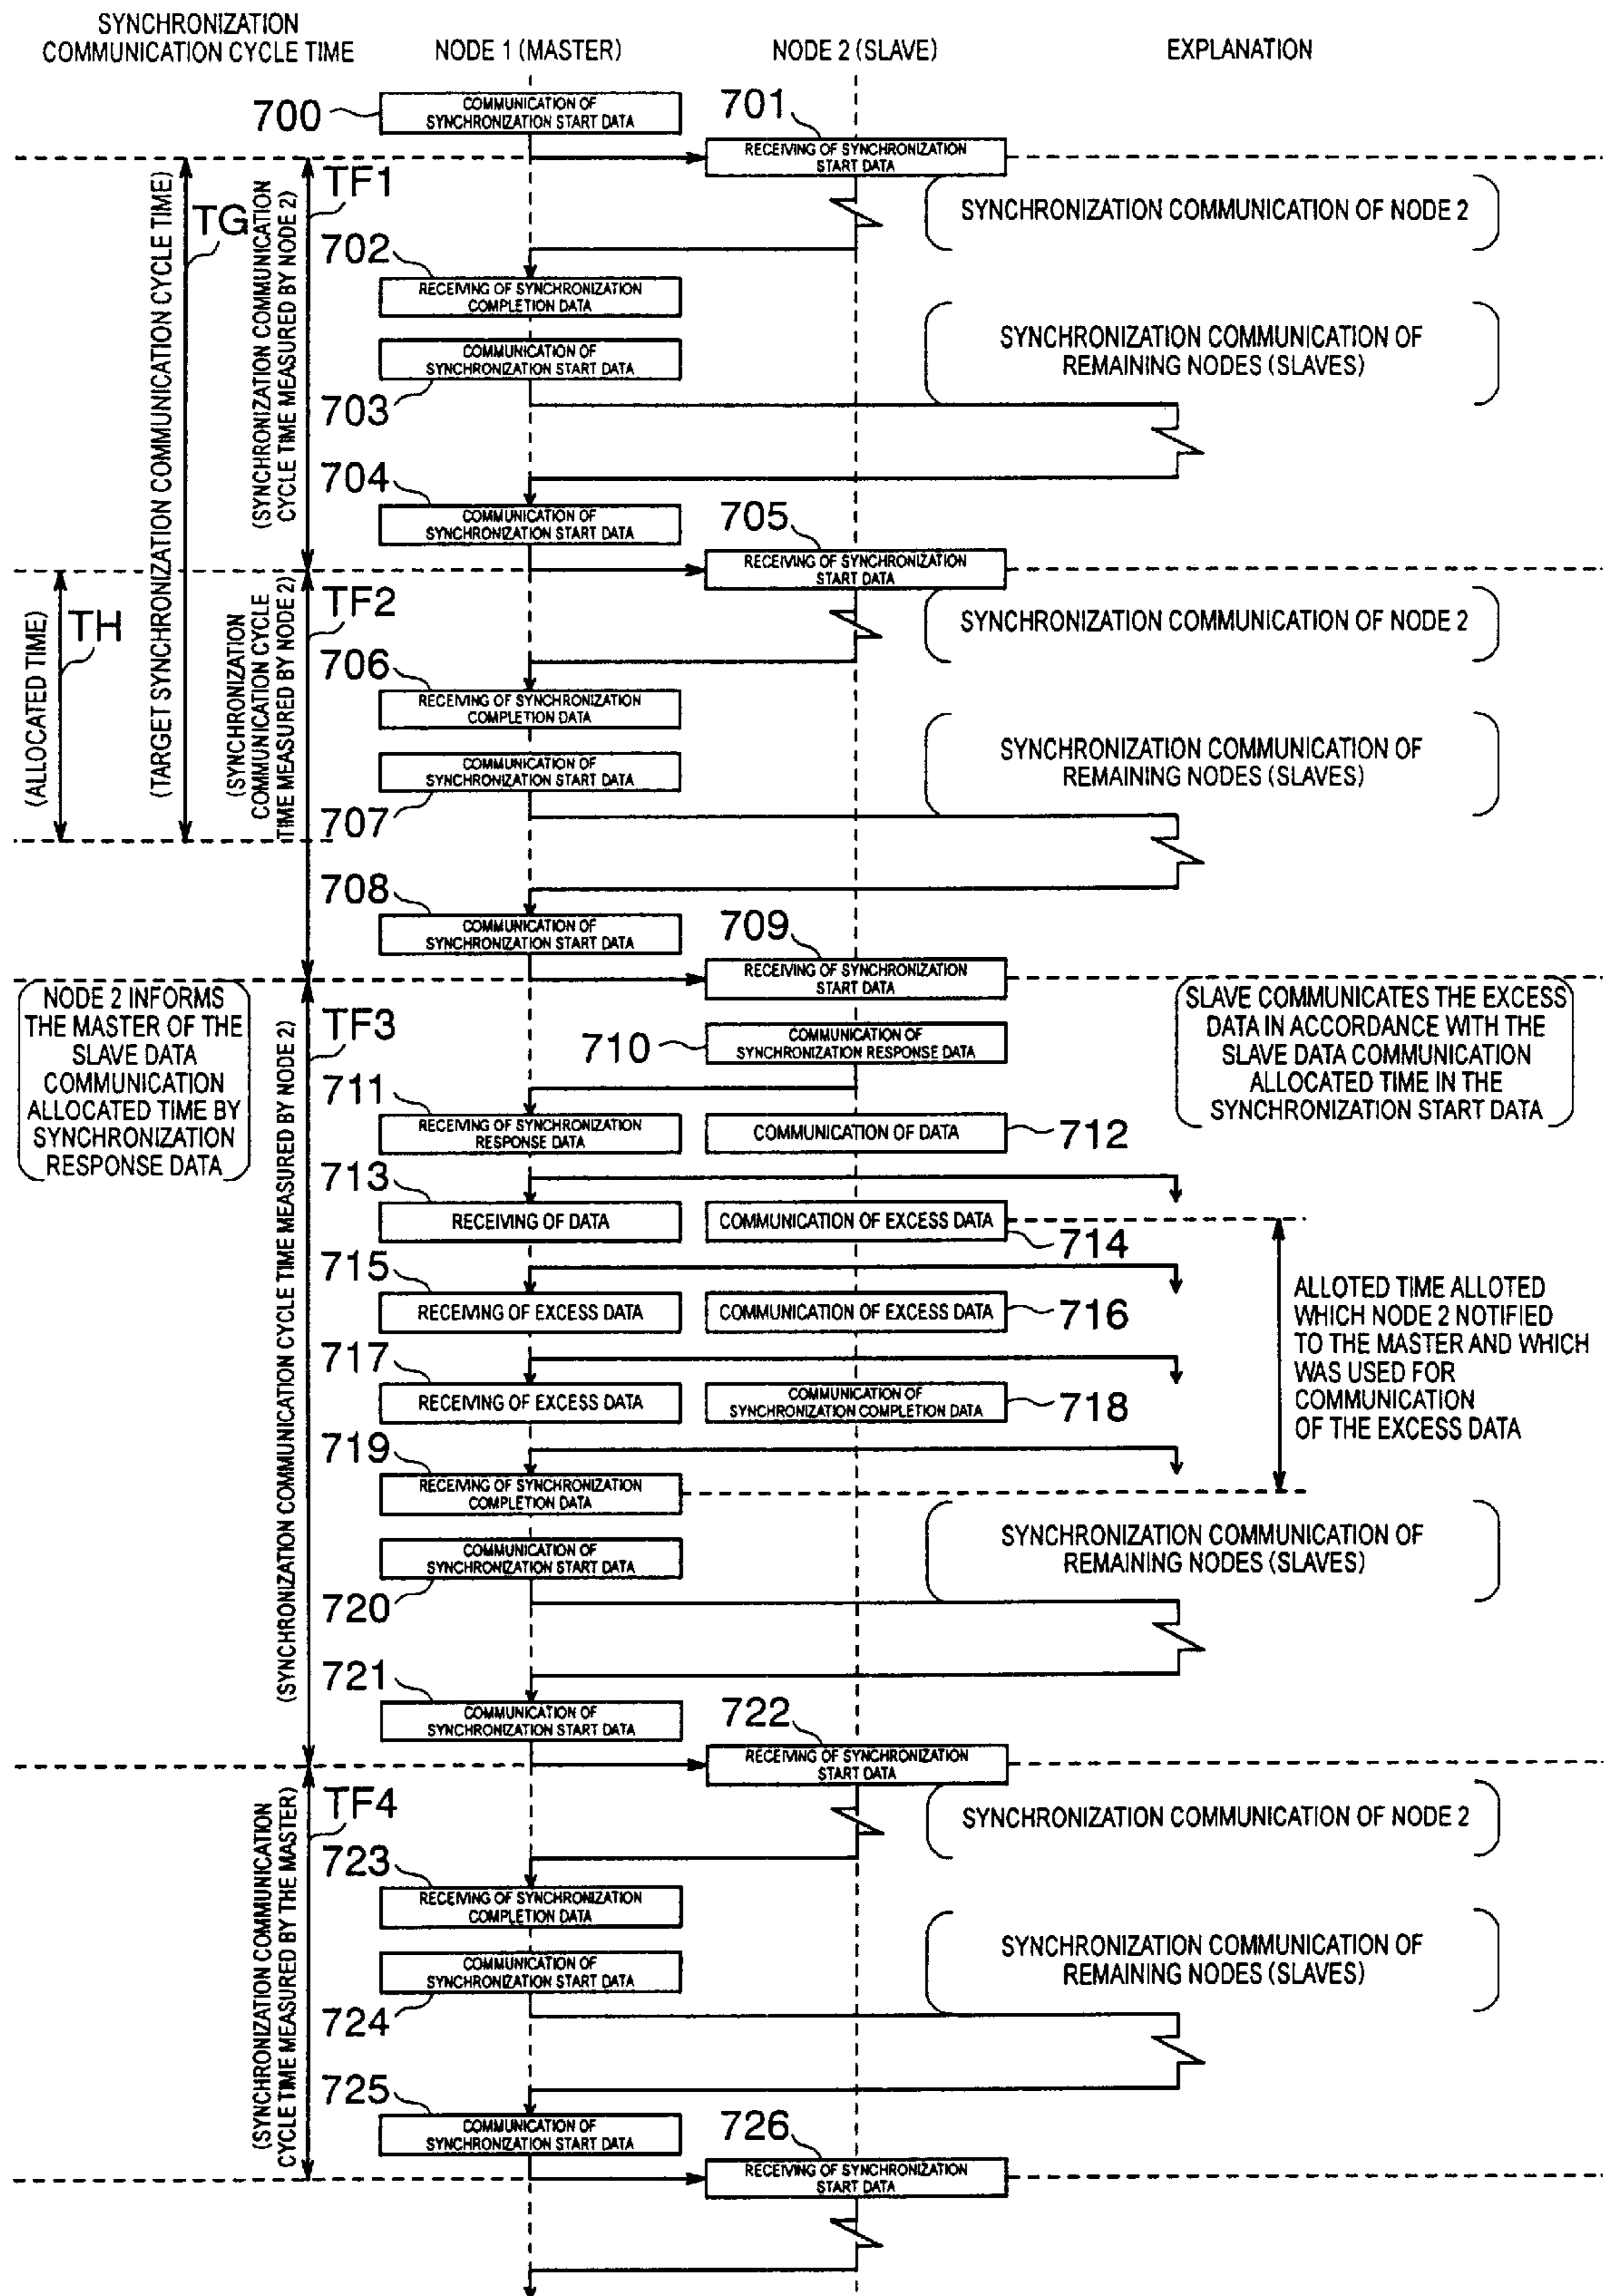 SYNCHRONIZATION
COMMUNICATION CYCLE TIME
NODE 1 (MASTER)
NODE 2 (SLAVE)
EXPLANATION
700
COMMUNICATION OF
SYNCHRONIZATION START DATA
701
RECEIVING OF SYNCHRONIZATION
START DATA
TF1
(SYNCHRONIZATION COMMUNICATION
CYCLE TIME MEASURED BY NODE 2)
TG
(TARGET SYNCHRONIZATION COMMUNICATION CYCLE TIME)
SYNCHRONIZATION COMMUNICATION OF NODE 2
702
RECEIVING OF SYNCHRONIZATION
COMPLETION DATA
COMMUNICATION OF
SYNCHRONIZATION START DATA
703
SYNCHRONIZATION COMMUNICATION OF
REMAINING NODES (SLAVES)
704
COMMUNICATION OF
SYNCHRONIZATION START DATA
705
RECEIVING OF SYNCHRONIZATION
START DATA
TH
(ALLOCATED TIME)
TF2
(SYNCHRONIZATION
COMMUNICATION CYCLE
TIME MEASURED BY NODE 2)
SYNCHRONIZATION COMMUNICATION OF NODE 2
706
RECEIVING OF SYNCHRONIZATION
COMPLETION DATA
COMMUNICATION OF
SYNCHRONIZATION START DATA
707
SYNCHRONIZATION COMMUNICATION OF
REMAINING NODES (SLAVES)
708
COMMUNICATION OF
SYNCHRONIZATION START DATA
709
RECEIVING OF SYNCHRONIZATION
START DATA
NODE 2 INFORMS
THE MASTER OF THE
SLAVE DATA
COMMUNICATION
ALLOCATED TIME BY
SYNCHRONIZATION
RESPONSE DATA
TF3
(SYNCHRONIZATION COMMUNICATION CYCLE TIME MEASURED BY NODE 2)
710
COMMUNICATION OF
SYNCHRONIZATION RESPONSE DATA
SLAVE COMMUNICATES THE EXCESS
DATA IN ACCORDANCE WITH THE
SLAVE DATA COMMUNICATION
ALLOCATED TIME IN THE
SYNCHRONIZATION START DATA
711
RECEIVING OF SYNCHRONIZATION
RESPONSE DATA
COMMUNICATION OF DATA
712
713
RECEIVING OF DATA
COMMUNICATION OF EXCESS DATA
714
715
RECEIVING OF EXCESS DATA
COMMUNICATION OF EXCESS DATA
716
ALLOTED TIME ALLOTED
WHICH NODE 2 NOTIFIED
TO THE MASTER AND WHICH
WAS USED FOR
COMMUNICATION
OF THE EXCESS DATA
717
RECEIVING OF EXCESS DATA
COMMUNICATION OF
SYNCHRONIZATION COMPLETION DATA
718
719
RECEIVING OF SYNCHRONIZATION
COMPLETION DATA
COMMUNICATION OF
SYNCHRONIZATION START DATA
720
SYNCHRONIZATION COMMUNICATION OF
REMAINING NODES (SLAVES)
721
COMMUNICATION OF
SYNCHRONIZATION START DATA
722
RECEIVING OF SYNCHRONIZATION
START DATA
TF4
(SYNCHRONIZATION COMMUNICATION
CYCLE TIME MEASURED BY THE MASTER)
SYNCHRONIZATION COMMUNICATION OF NODE 2
723
RECEIVING OF SYNCHRONIZATION
COMPLETION DATA
COMMUNICATION OF
SYNCHRONIZATION START DATA
724
SYNCHRONIZATION COMMUNICATION OF
REMAINING NODES (SLAVES)
725
COMMUNICATION OF
SYNCHRONIZATION START DATA
726
RECEIVING OF SYNCHRONIZATION
START DATA